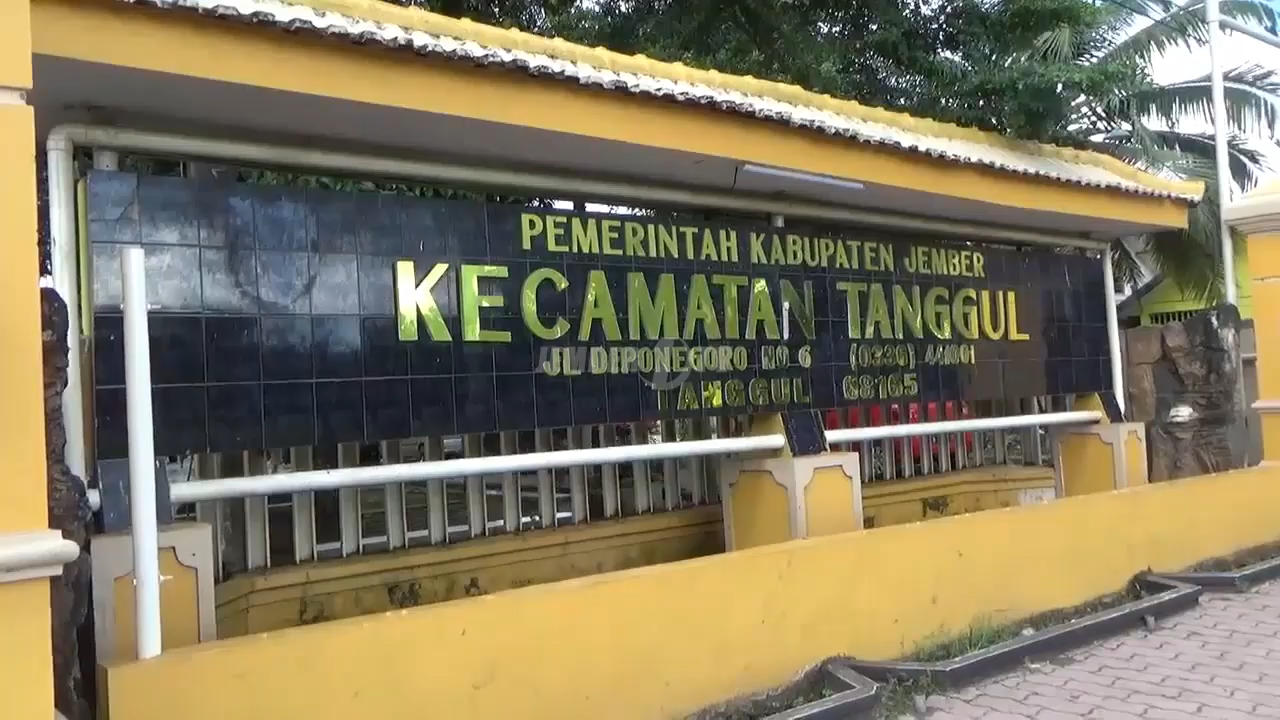 PEMERINTAH KABUPATEN JEMBER
KECAMATAN TANGGUL
JL.DIPONEGORO NO 6 (0336) 441001
TANGGUL 68165